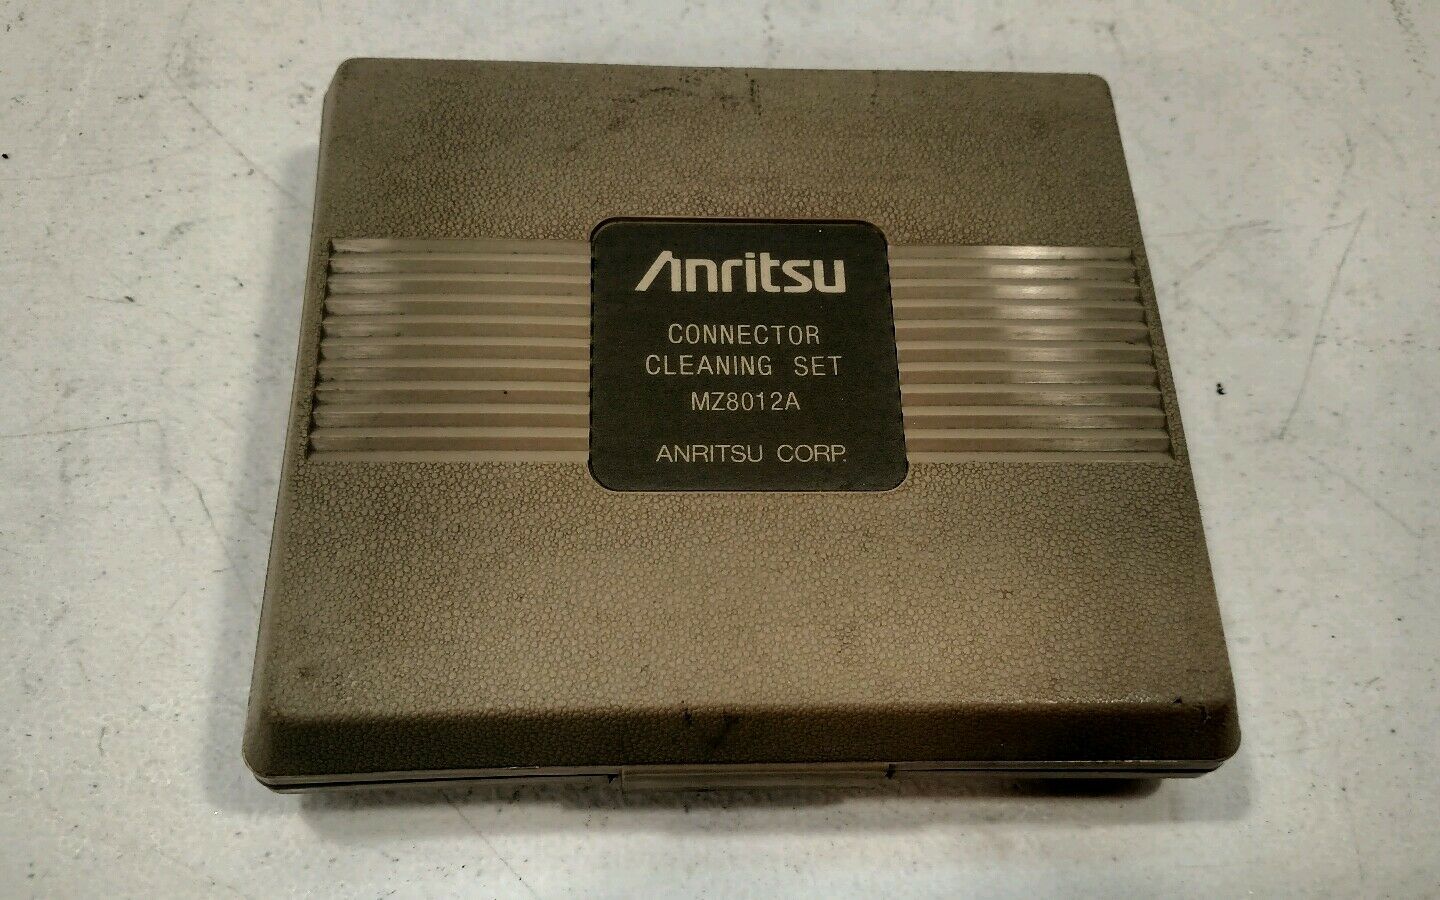 Anritsu
CONNECTOR
CLEANING SET
MZ8012A
ANRITSU CORP.